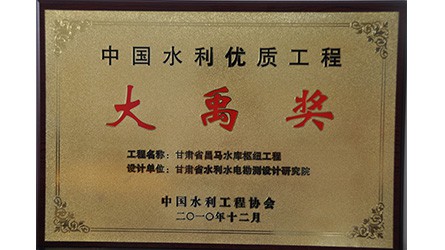 中国水利优质工程
大禹奖
工程名称：甘肃省昌马水库枢纽工程
设计单位：甘肃省水利水电勘测设计研究院
中国水利工程协会
二〇一〇年十二月